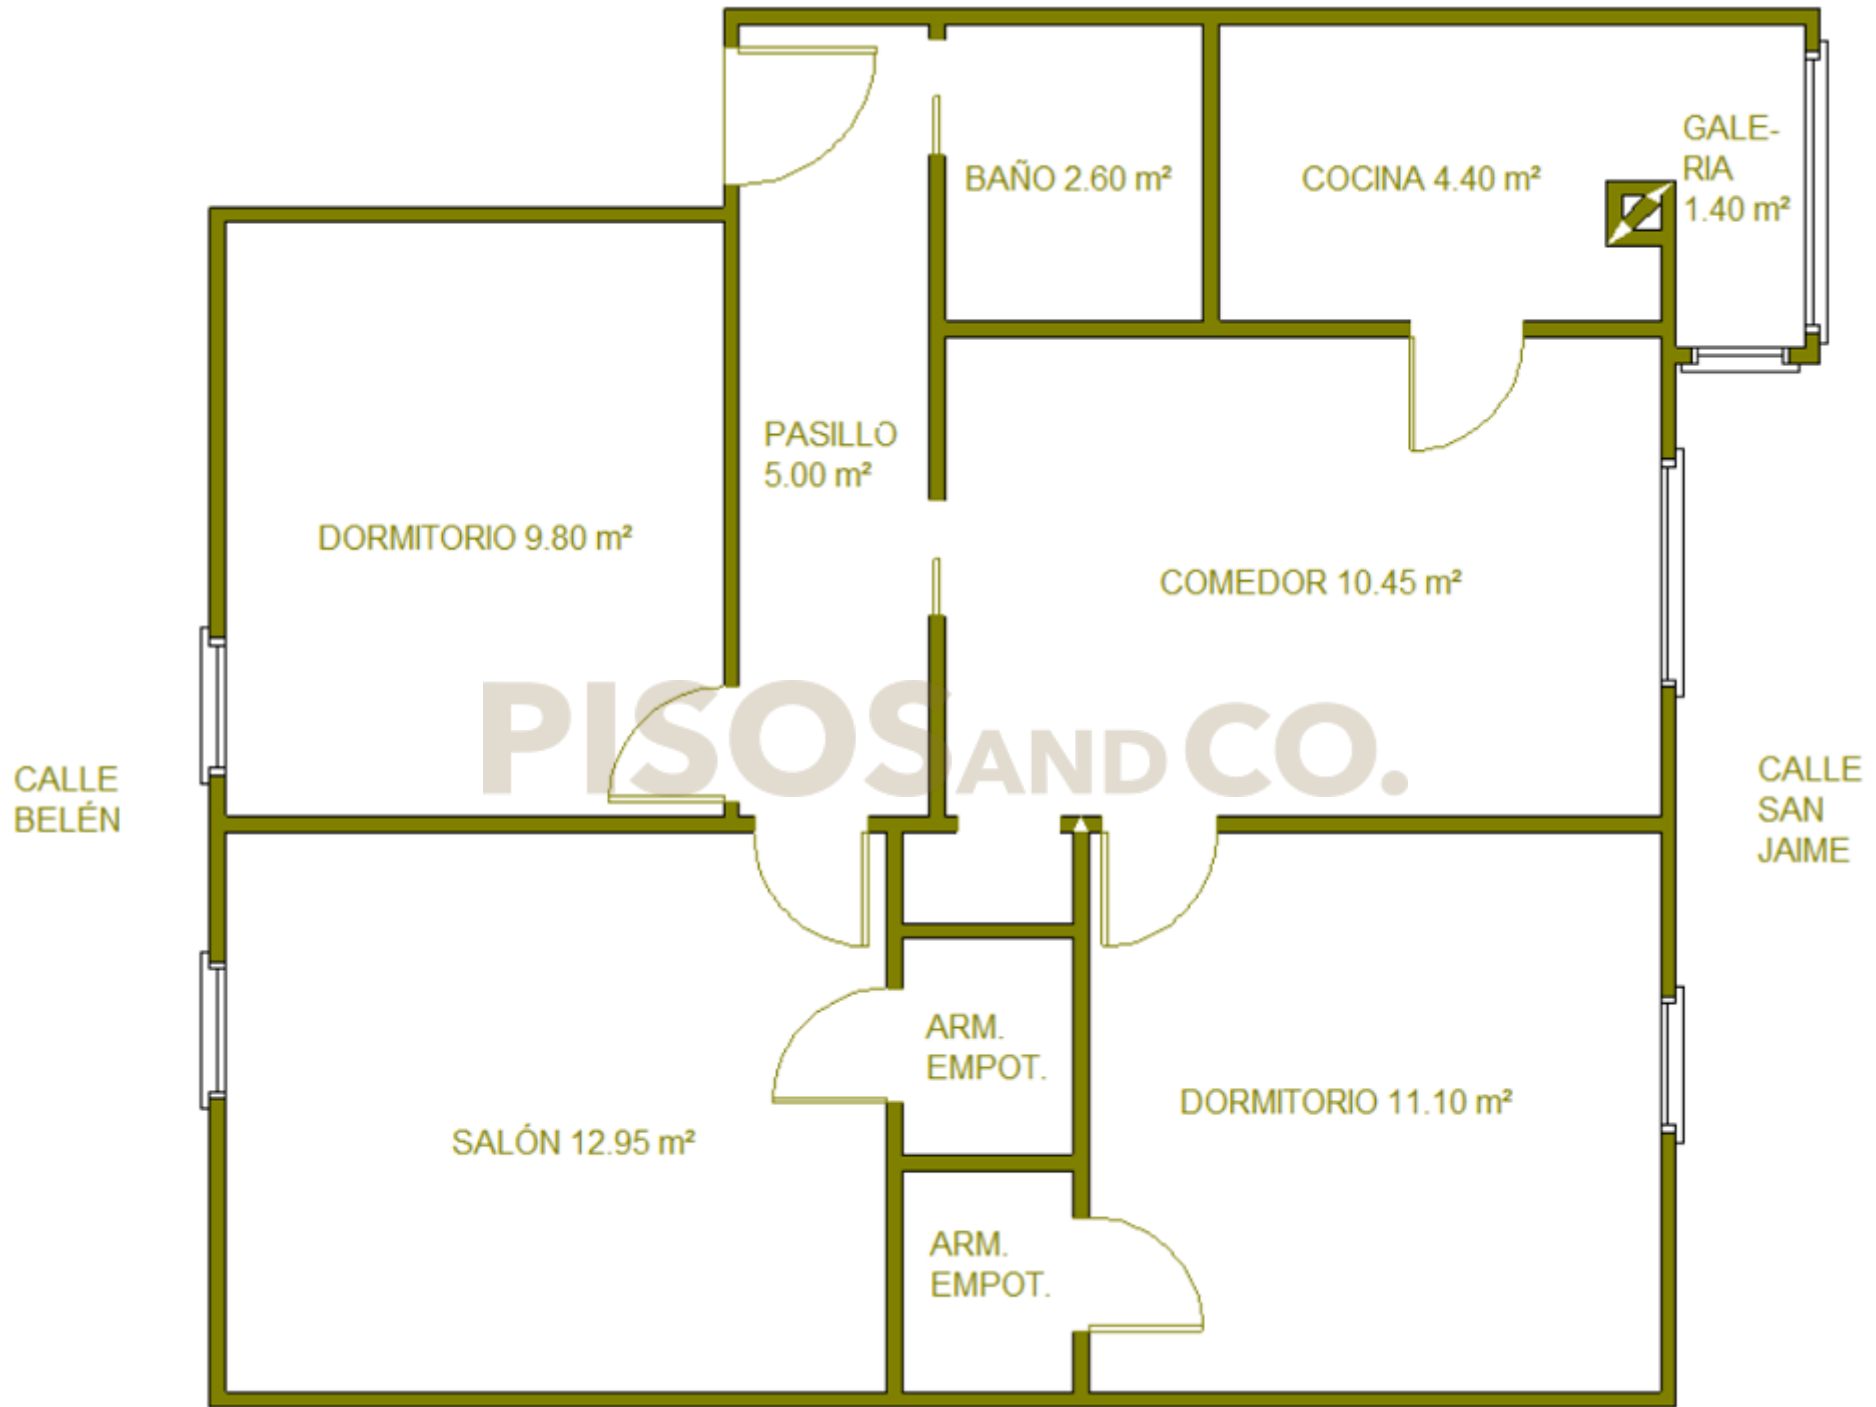 GALE-
RIA
1.40 m²
BAÑO 2.60 m²
COCINA 4.40 m²
PASILLO
5.00 m²
DORMITORIO 9.80 m²
COMEDOR 10.45 m²
PISOS AND CO.
CALLE
BELÉN
CALLE
SAN
JAIME
ARM.
EMPOT.
SALÓN 12.95 m²
DORMITORIO 11.10 m²
ARM.
EMPOT.